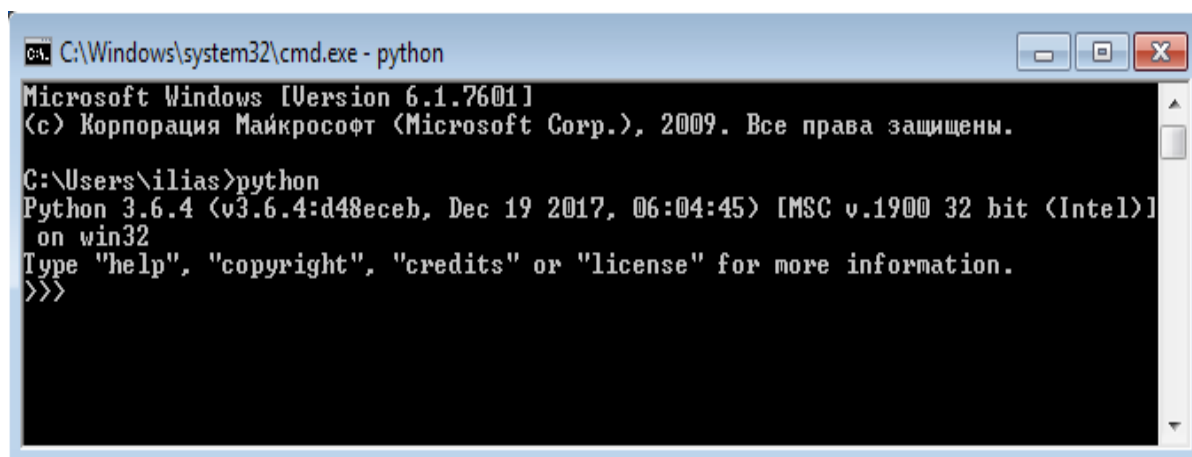 C:\Windows\system32\cmd.exe - python
Microsoft Windows [Version 6.1.7601]
(c) Корпорация Майкрософт (Microsoft Corp.), 2009. Все права защищены.
C:\Users\ilias>python
Python 3.6.4 (v3.6.4:d48eceb, Dec 19 2017, 06:04:45) [MSC v.1900 32 bit (Intel)]
on win32
Type "help", "copyright", "credits" or "license" for more information.
>>>